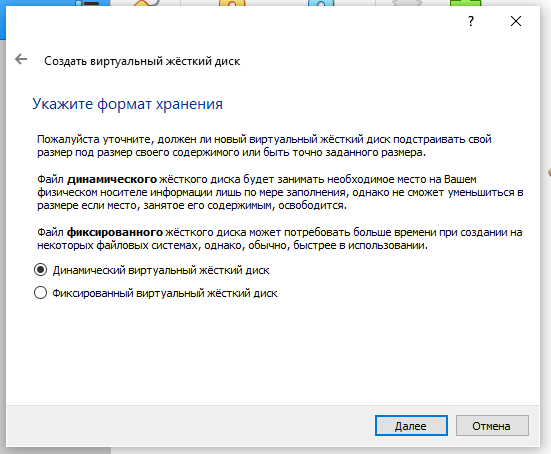 ?
Создать виртуальный жёсткий диск
Укажите формат хранения
Пожалуйста уточните, должен ли новый виртуальный жёсткий диск подстраивать свой
размер под размер своего содержимого или быть точно заданного размера.
Файл динамического жёсткого диска будет занимать необходимое место на Вашем
физическом носителе информации лишь по мере заполнения, однако не сможет уменьшиться в
размере если место, занятое его содержимым, освободится.
Файл фиксированного жёсткого диска может потребовать больше времени при создании на
некоторых файловых системах, однако, обычно, быстрее в использовании.
Динамический виртуальный жёсткий диск
Фиксированный виртуальный жёсткий диск
Далее
Отмена